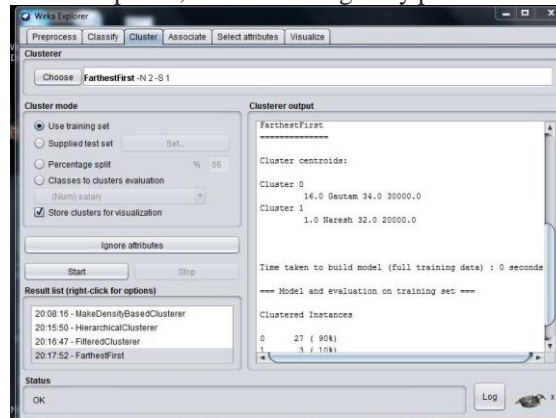 Weka Explorer
Preprocess Classify Cluster Associate Select attributes Visualize
Clusterer
Choose FarthestFirst -N 2 -S 1
Cluster mode
Use training set
Supplied test set Set...
Percentage split % 66
Classes to clusters evaluation
(Num) salary
Store clusters for visualization
Ignore attributes
Start Stop
Result list (right-click for options)
20:08:16 - MakeDensityBasedClusterer
20:15:50 - HierarchicalClusterer
20:16:47 - FilteredClusterer
20:17:52 - FarthestFirst
Clusterer output
FarthestFirst
==============
Cluster centroids:
Cluster 0
16.0 Gautam 34.0 30000.0
Cluster 1
1.0 Naresh 32.0 20000.0
Time taken to build model (full training data) : 0 seconds
=== Model and evaluation on training set ===
Clustered Instances
0 27 ( 90%)
1 3 ( 10%)
Status
OK
Log
x